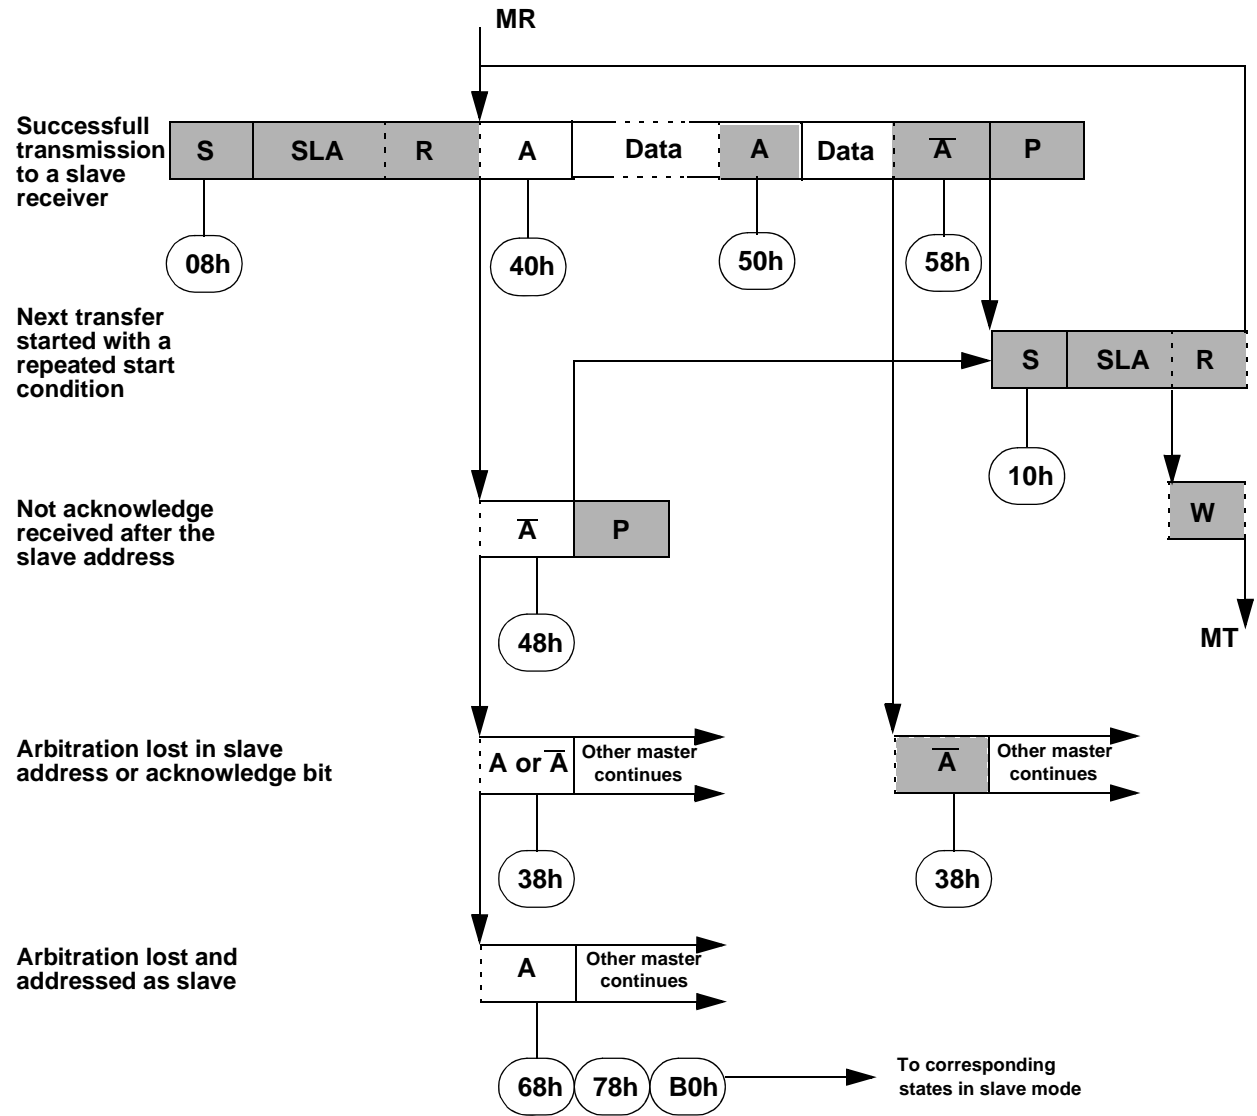 MR
Successfull
transmission
to a slave
receiver
S SLA R A Data A Data A̅ P
08h 40h 50h 58h
Next transfer
started with a
repeated start
condition
S SLA R
10h
Not acknowledge
received after the
slave address
A̅ P
W
48h
MT
Arbitration lost in slave
address or acknowledge bit
A or A̅ Other master
continues
A̅ Other master
continues
38h 38h
Arbitration lost and
addressed as slave
A Other master
continues
68h 78h B0h
To corresponding
states in slave mode